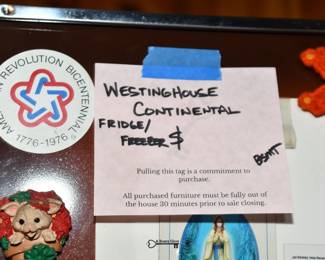 AMERICAN REVOLUTION BICENTENNIAL
1776-1976
WESTINGHOUSE
CONTINENTAL
FRIDGE/
FREEZER $
BSMT
Pulling this tag is a commitment to
purchase.
All purchased furniture must be fully out of
the house 30 minutes prior to sale closing.